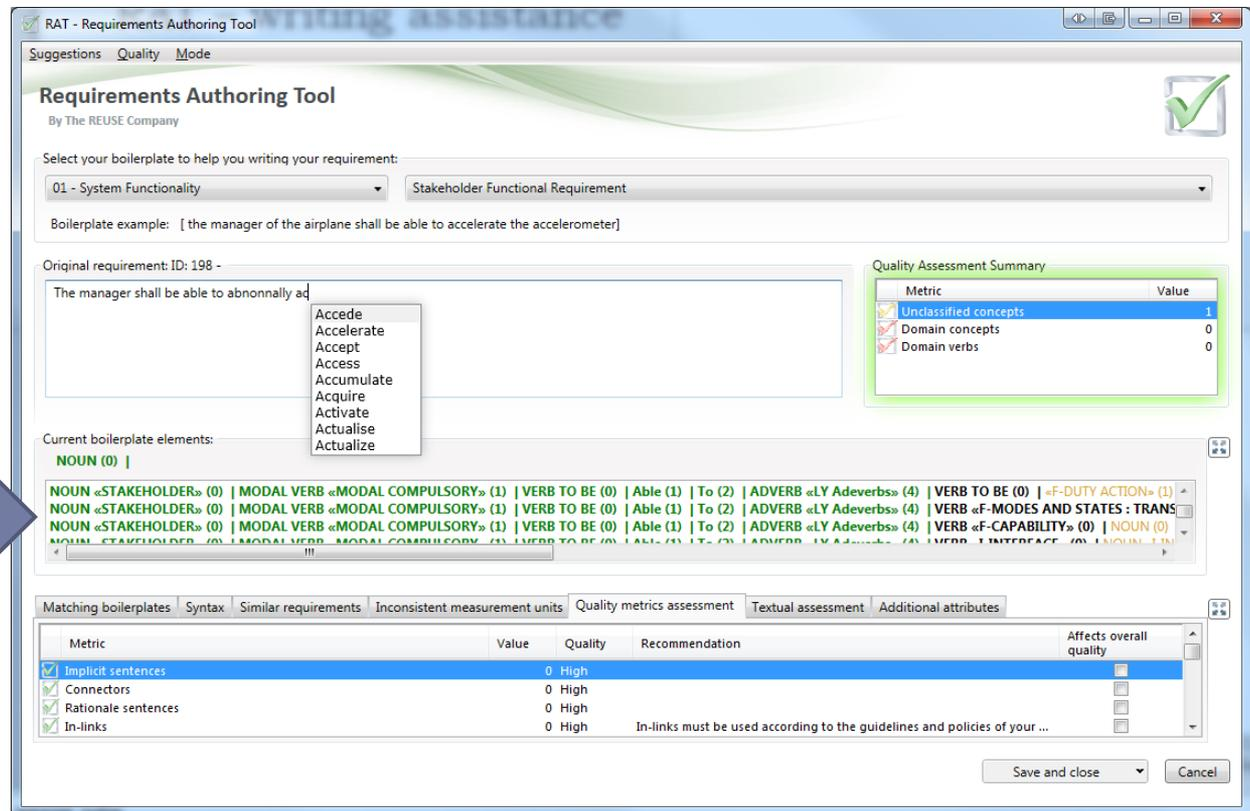 RAT - writing assistance
RAT - Requirements Authoring Tool
Suggestions Quality Mode
Requirements Authoring Tool
By The REUSE Company
Select your boilerplate to help you writing your requirement:
01 - System Functionality Stakeholder Functional Requirement
Boilerplate example: [ the manager of the airplane shall be able to accelerate the accelerometer]
Original requirement: ID: 198 -
Quality Assessment Summary
The manager shall be able to abnonnally ac
Metric Value
Unclassified concepts 1
Domain concepts 0
Domain verbs 0
Accede
Accelerate
Accept
Access
Accumulate
Acquire
Activate
Actualise
Actualize
Current boilerplate elements:
NOUN (0) |
NOUN «STAKEHOLDER» (0) | MODAL VERB «MODAL COMPULSORY» (1) | VERB TO BE (0) | Able (1) | To (2) | ADVERB «LY Adeverbs» (4) | VERB TO BE (0) | «F-DUTY ACTION» (1)
NOUN «STAKEHOLDER» (0) | MODAL VERB «MODAL COMPULSORY» (1) | VERB TO BE (0) | Able (1) | To (2) | ADVERB «LY Adeverbs» (4) | VERB «F-MODES AND STATES : TRANS
NOUN «STAKEHOLDER» (0) | MODAL VERB «MODAL COMPULSORY» (1) | VERB TO BE (0) | Able (1) | To (2) | ADVERB «LY Adeverbs» (4) | VERB «F-CAPABILITY» (0) | NOUN (0)
Matching boilerplates Syntax Similar requirements Inconsistent measurement units Quality metrics assessment Textual assessment Additional attributes
Metric Value Quality Recommendation Affects overall quality
Implicit sentences 0 High
Connectors 0 High
Rationale sentences 0 High
In-links 0 High In-links must be used according to the guidelines and policies of your ...
Save and close Cancel